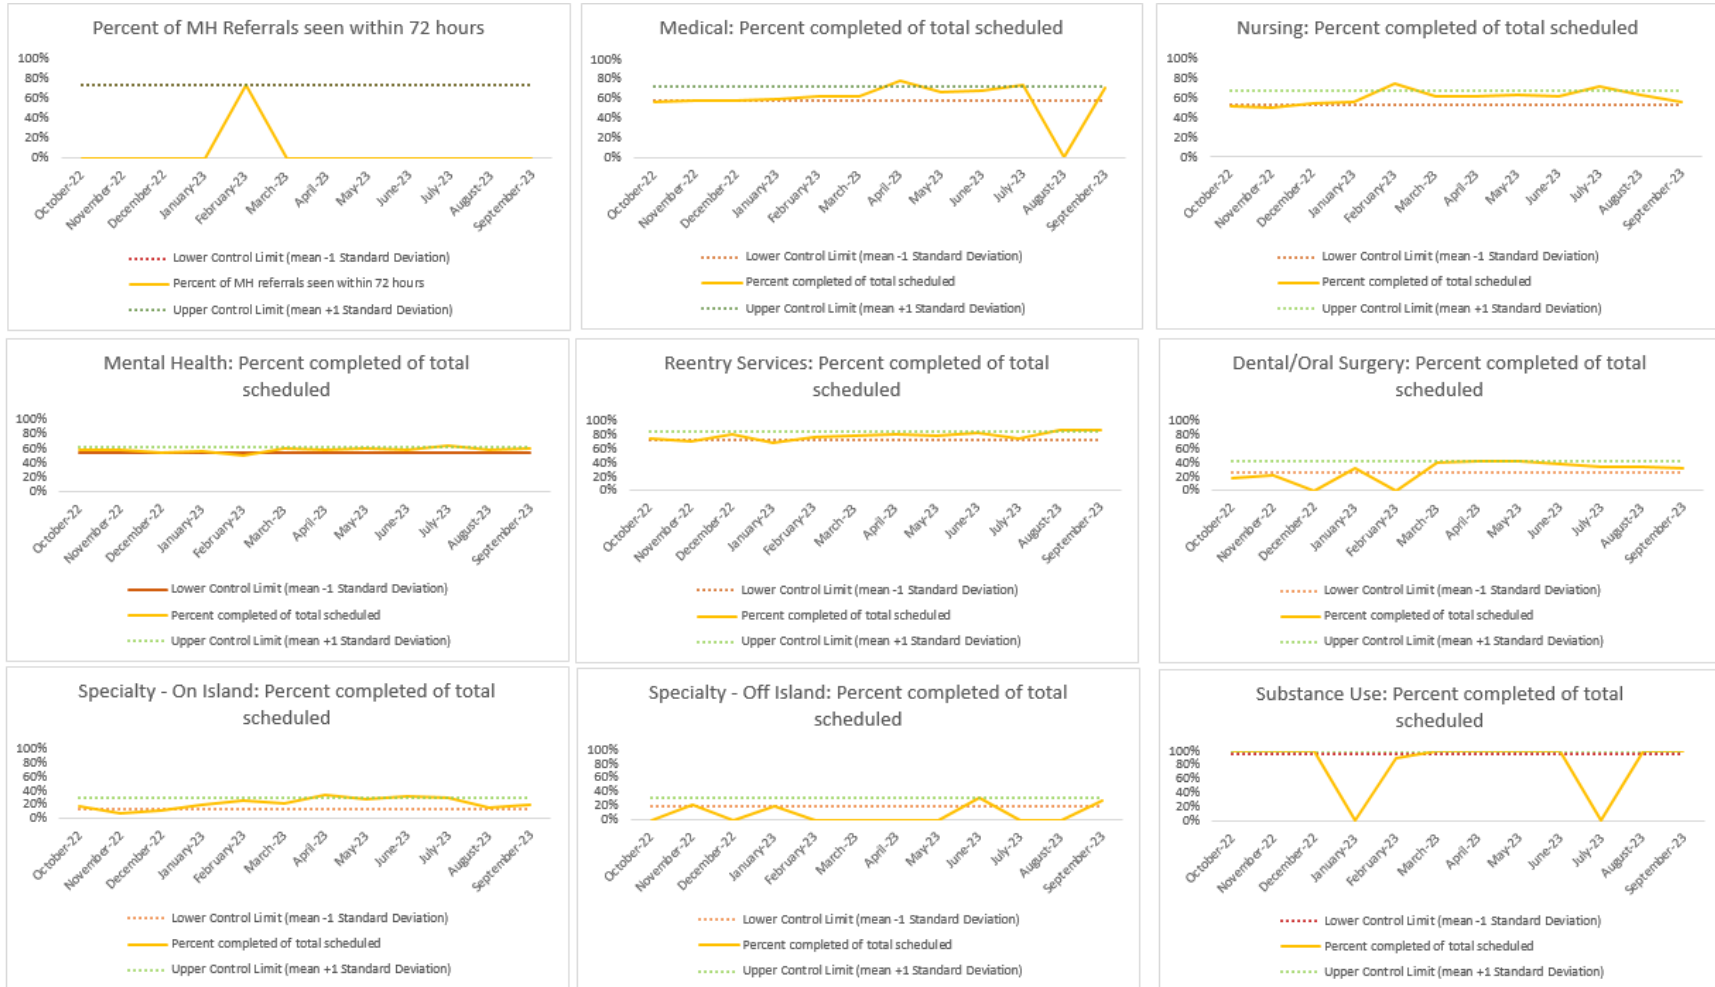 Percent of MH Referrals seen within 72 hours
100%
80%
60%
40%
20%
0%
October-22
November-22
December-22
January-23
February-23
March-23
April-23
May-23
June-23
July-23
August-23
September-23
Lower Control Limit (mean -1 Standard Deviation)
Percent of MH referrals seen within 72 hours
Upper Control Limit (mean +1 Standard Deviation)
Medical: Percent completed of total scheduled
100%
80%
60%
40%
20%
0%
October-22
November-22
December-22
January-23
February-23
March-23
April-23
May-23
June-23
July-23
August-23
September-23
Lower Control Limit (mean -1 Standard Deviation)
Percent completed of total scheduled
Upper Control Limit (mean +1 Standard Deviation)
Nursing: Percent completed of total scheduled
100%
80%
60%
40%
20%
0%
October-22
November-22
December-22
January-23
February-23
March-23
April-23
May-23
June-23
July-23
August-23
September-23
Lower Control Limit (mean -1 Standard Deviation)
Percent completed of total scheduled
Upper Control Limit (mean +1 Standard Deviation)
Mental Health: Percent completed of total
scheduled
100%
80%
60%
40%
20%
0%
October-22
November-22
December-22
January-23
February-23
March-23
April-23
May-23
June-23
July-23
August-23
September-23
Lower Control Limit (mean -1 Standard Deviation)
Percent completed of total scheduled
Upper Control Limit (mean +1 Standard Deviation)
Reentry Services: Percent completed of total
scheduled
100%
80%
60%
40%
20%
0%
October-22
November-22
December-22
January-23
February-23
March-23
April-23
May-23
June-23
July-23
August-23
September-23
Lower Control Limit (mean -1 Standard Deviation)
Percent completed of total scheduled
Upper Control Limit (mean +1 Standard Deviation)
Dental/Oral Surgery: Percent completed of total
scheduled
100%
80%
60%
40%
20%
0%
October-22
November-22
December-22
January-23
February-23
March-23
April-23
May-23
June-23
July-23
August-23
September-23
Lower Control Limit (mean -1 Standard Deviation)
Percent completed of total scheduled
Upper Control Limit (mean +1 Standard Deviation)
Specialty - On Island: Percent completed of total
scheduled
100%
80%
60%
40%
20%
0%
October-22
November-22
December-22
January-23
February-23
March-23
April-23
May-23
June-23
July-23
August-23
September-23
Lower Control Limit (mean -1 Standard Deviation)
Percent completed of total scheduled
Upper Control Limit (mean +1 Standard Deviation)
Specialty - Off Island: Percent completed of total
scheduled
100%
80%
60%
40%
20%
0%
October-22
November-22
December-22
January-23
February-23
March-23
April-23
May-23
June-23
July-23
August-23
September-23
Lower Control Limit (mean -1 Standard Deviation)
Percent completed of total scheduled
Upper Control Limit (mean +1 Standard Deviation)
Substance Use: Percent completed of total
scheduled
100%
80%
60%
40%
20%
0%
October-22
November-22
December-22
January-23
February-23
March-23
April-23
May-23
June-23
July-23
August-23
September-23
Lower Control Limit (mean -1 Standard Deviation)
Percent completed of total scheduled
Upper Control Limit (mean +1 Standard Deviation)